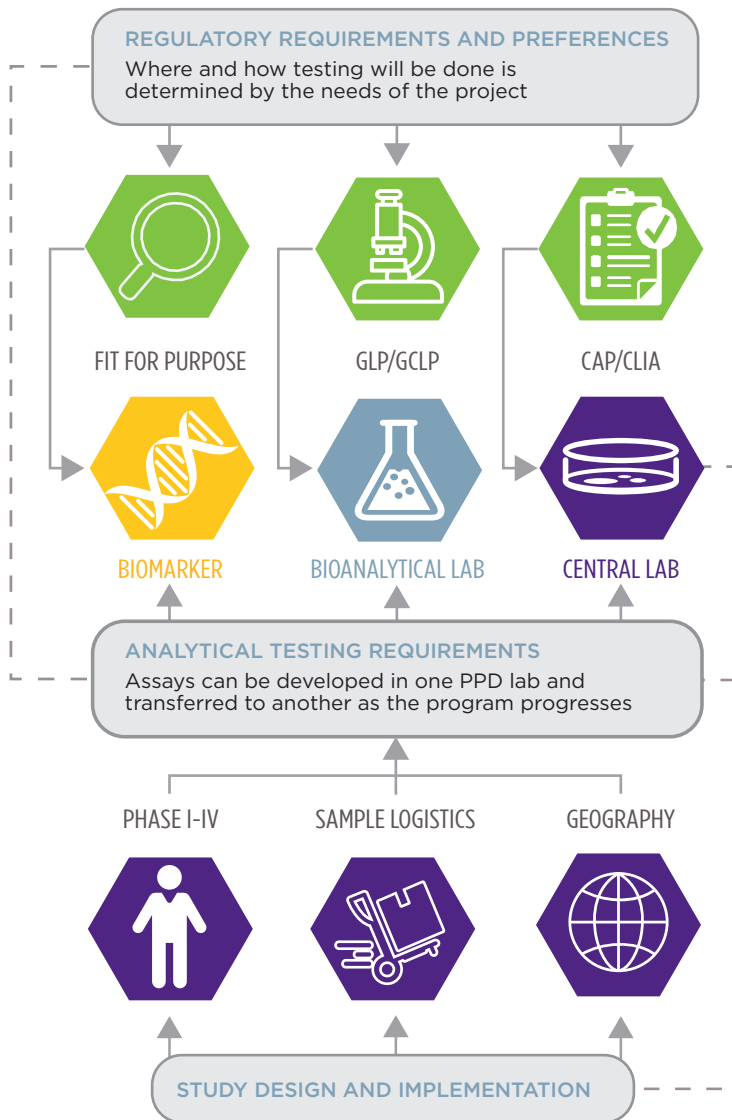 REGULATORY REQUIREMENTS AND PREFERENCES
Where and how testing will be done is
determined by the needs of the project
FIT FOR PURPOSE
GLP/GCLP
CAP/CLIA
BIOMARKER
BIOANALYTICAL LAB
CENTRAL LAB
ANALYTICAL TESTING REQUIREMENTS
Assays can be developed in one PPD lab and
transferred to another as the program progresses
PHASE I-IV
SAMPLE LOGISTICS
GEOGRAPHY
STUDY DESIGN AND IMPLEMENTATION